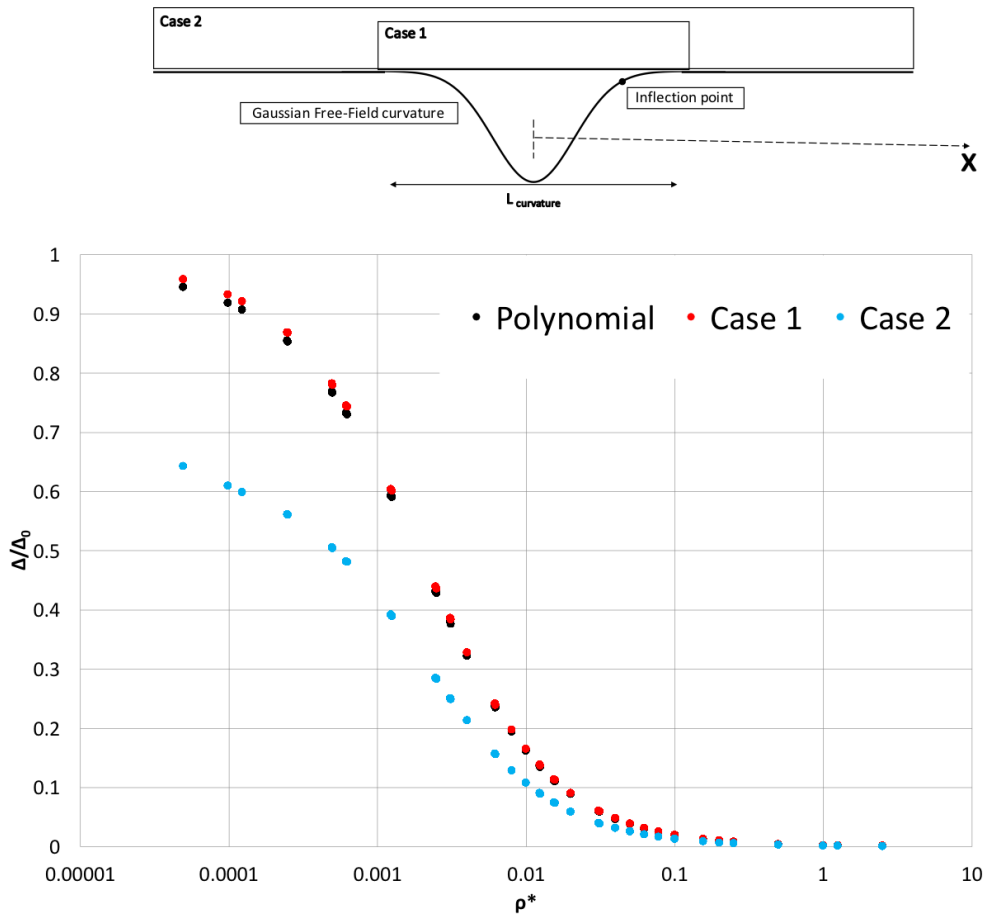 Case 2
Case 1
Inflection point
Gaussian Free-Field curvature
X
L curvature
1
0.9
0.8
0.7
0.6
0.5
0.4
0.3
0.2
0.1
0
Δ/Δ0
Polynomial Case 1 Case 2
0.00001 0.0001 0.001 0.01 0.1 1 10
ρ*